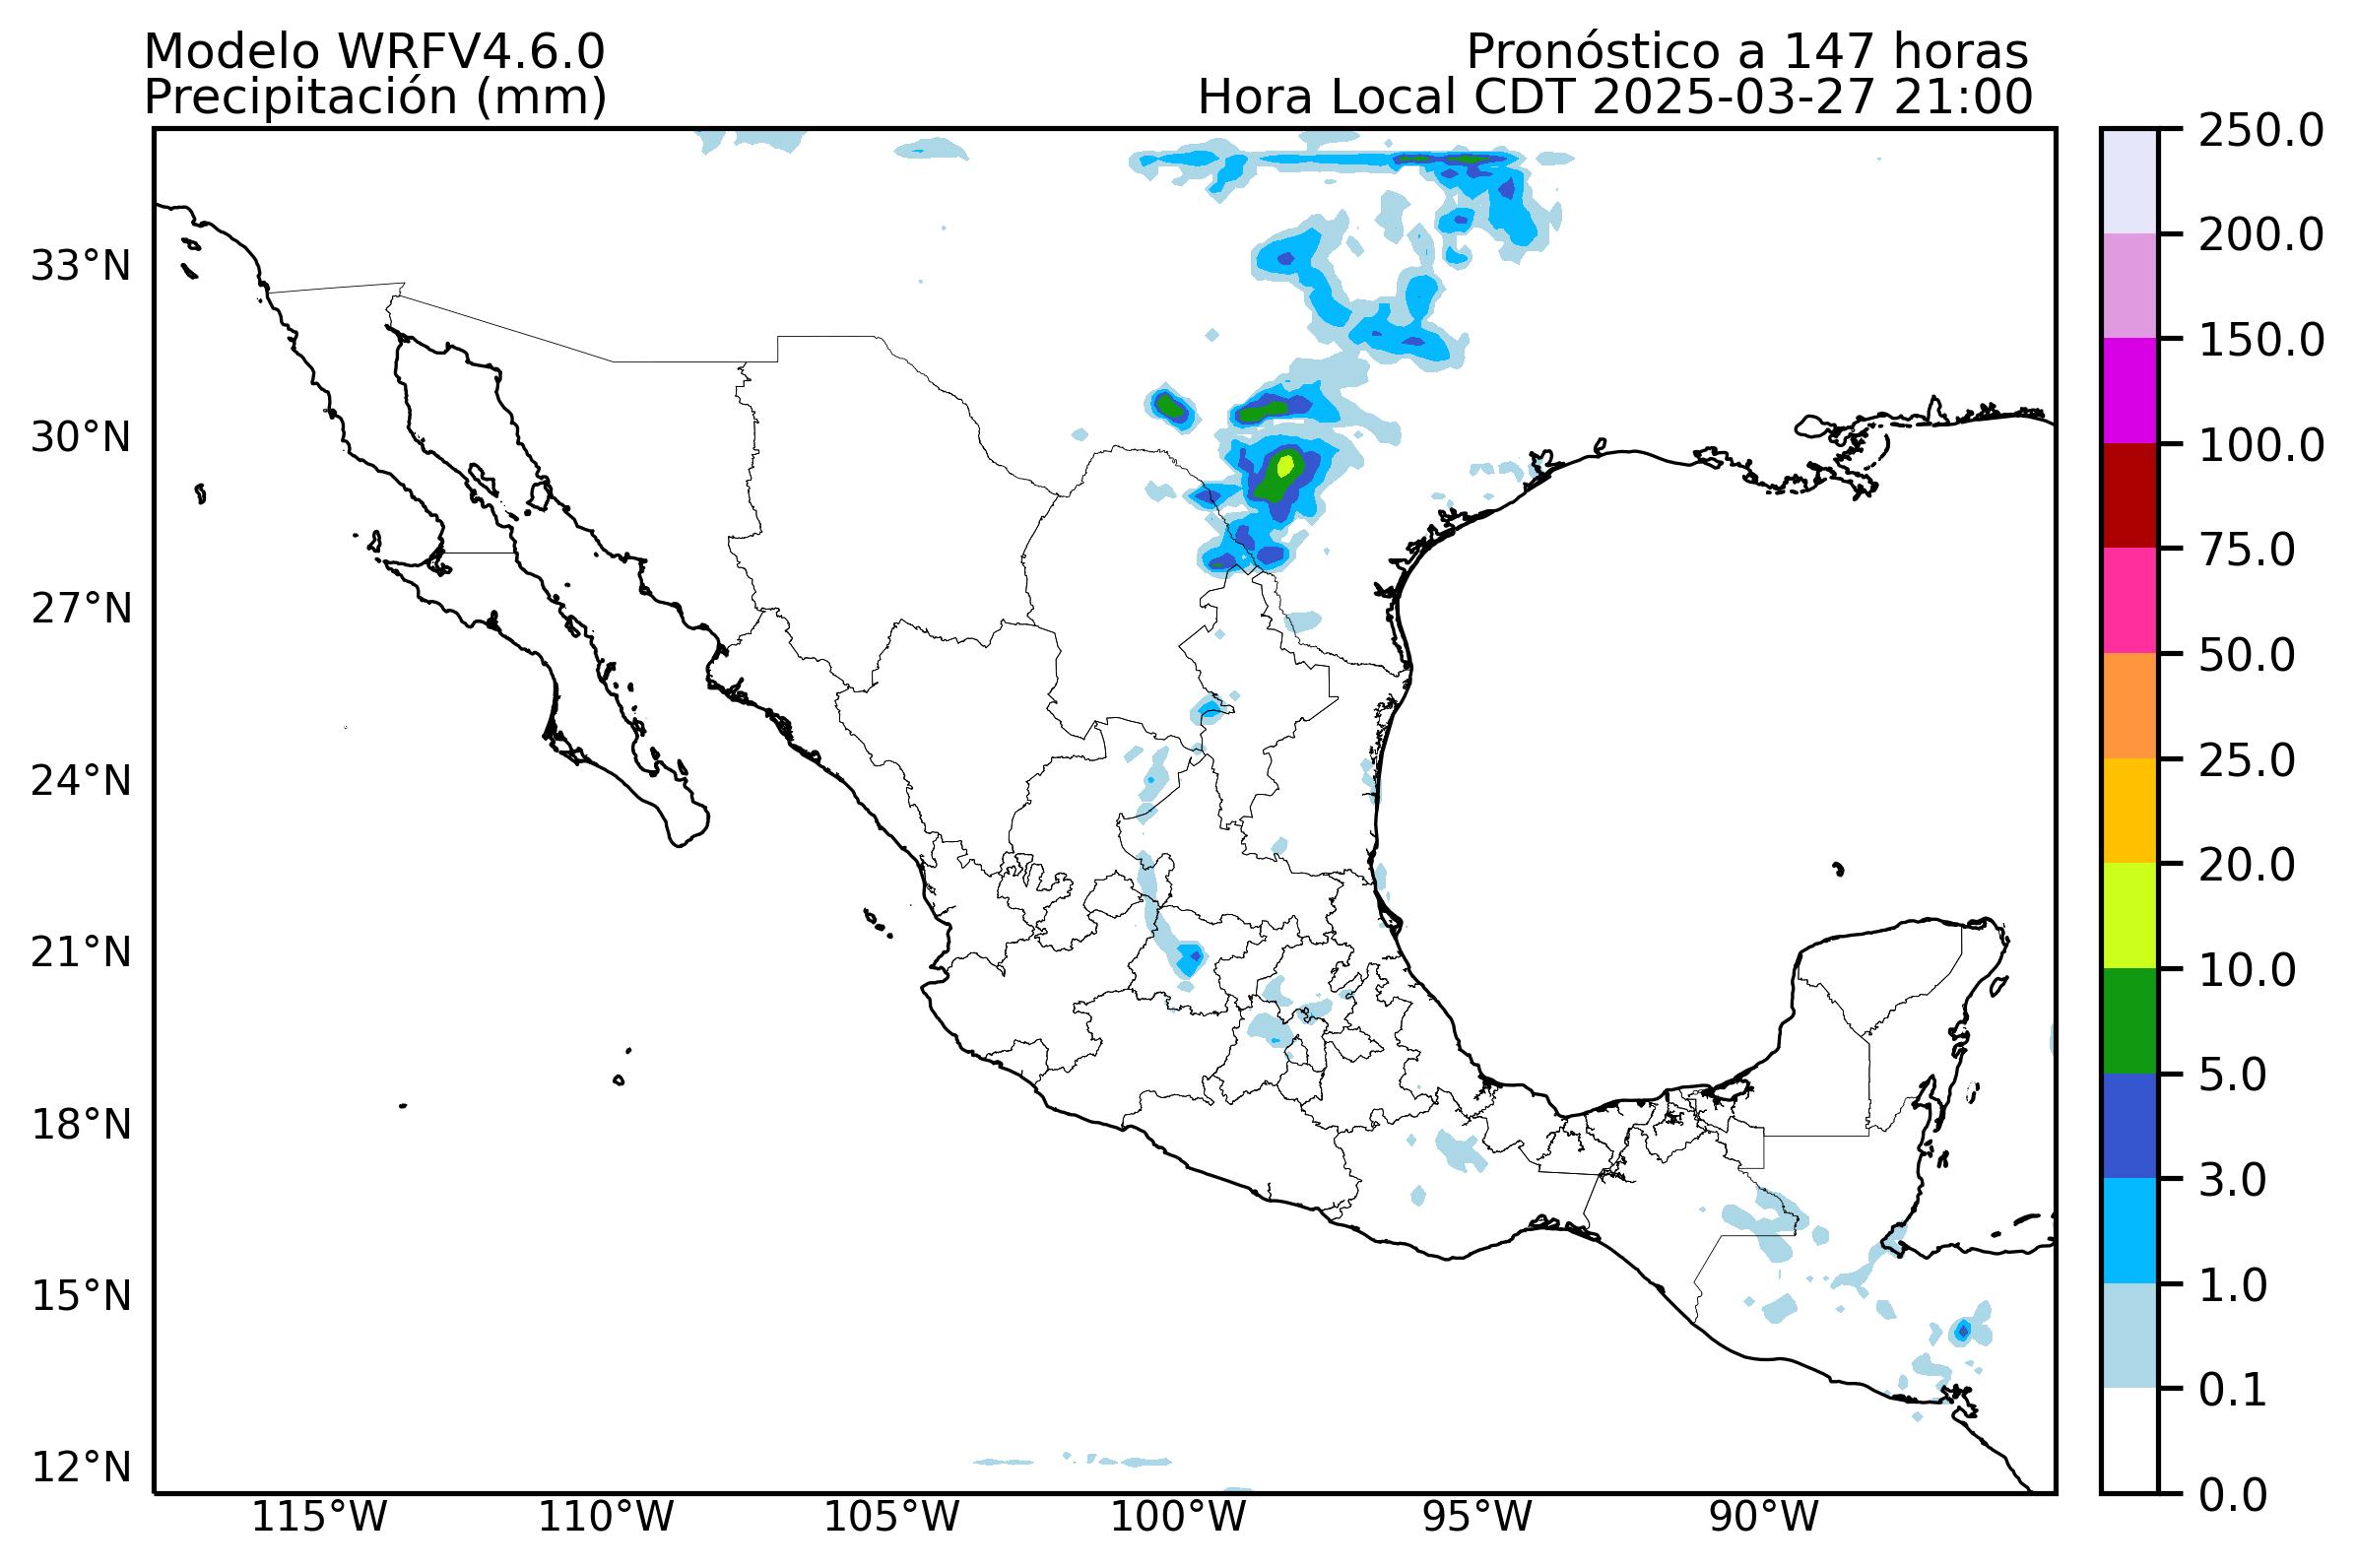 Modelo WRFV4.6.0
Precipitación (mm)
Pronóstico a 147 horas
Hora Local CDT 2025-03-27 21:00
33°N
30°N
27°N
24°N
21°N
18°N
15°N
12°N
115°W
110°W
105°W
100°W
95°W
90°W
250.0
200.0
150.0
100.0
75.0
50.0
25.0
20.0
10.0
5.0
3.0
1.0
0.1
0.0